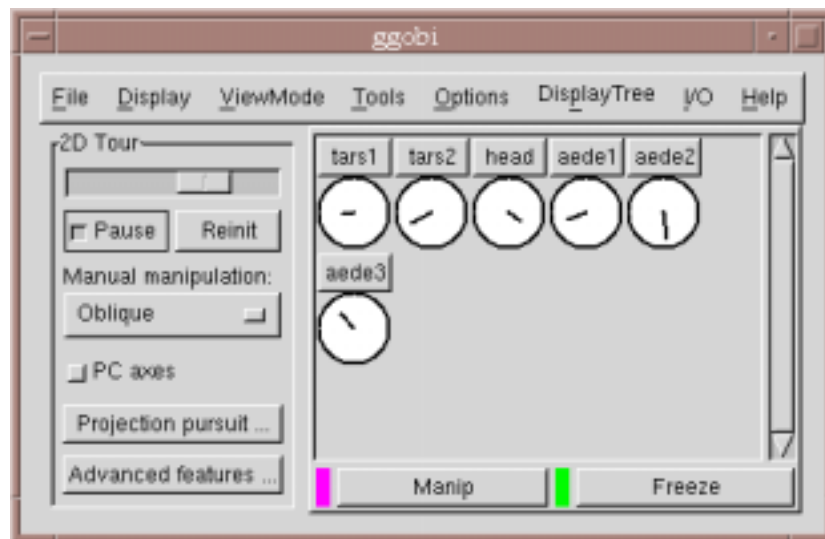 ggobi
File Display ViewMode Tools Options DisplayTree I/O Help
2D Tour
Pause Reinit
Manual manipulation:
Oblique
PC axes
Projection pursuit ...
Advanced features ...
tars1 tars2 head aede1 aede2
aede3
Manip Freeze